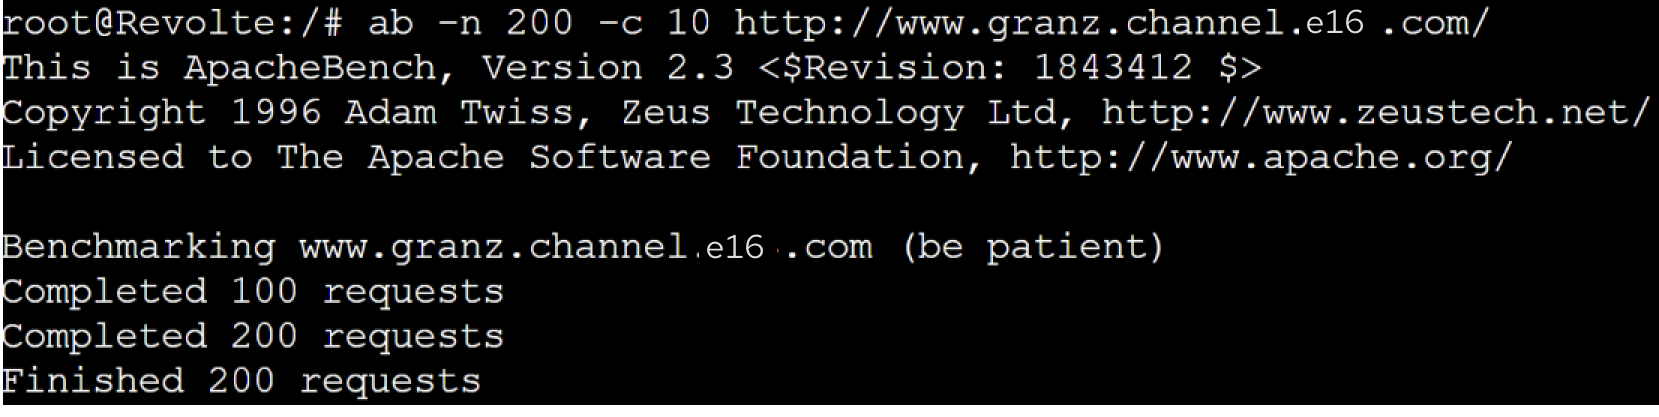 root@Revolte:/# ab -n 200 -c 10 http://www.granz.channel.e16 .com/
This is ApacheBench, Version 2.3 <$Revision: 1843412 $>
Copyright 1996 Adam Twiss, Zeus Technology Ltd, http://www.zeustech.net/
Licensed to The Apache Software Foundation, http://www.apache.org/
Benchmarking www.granz.channel.e16 .com (be patient)
Completed 100 requests
Completed 200 requests
Finished 200 requests